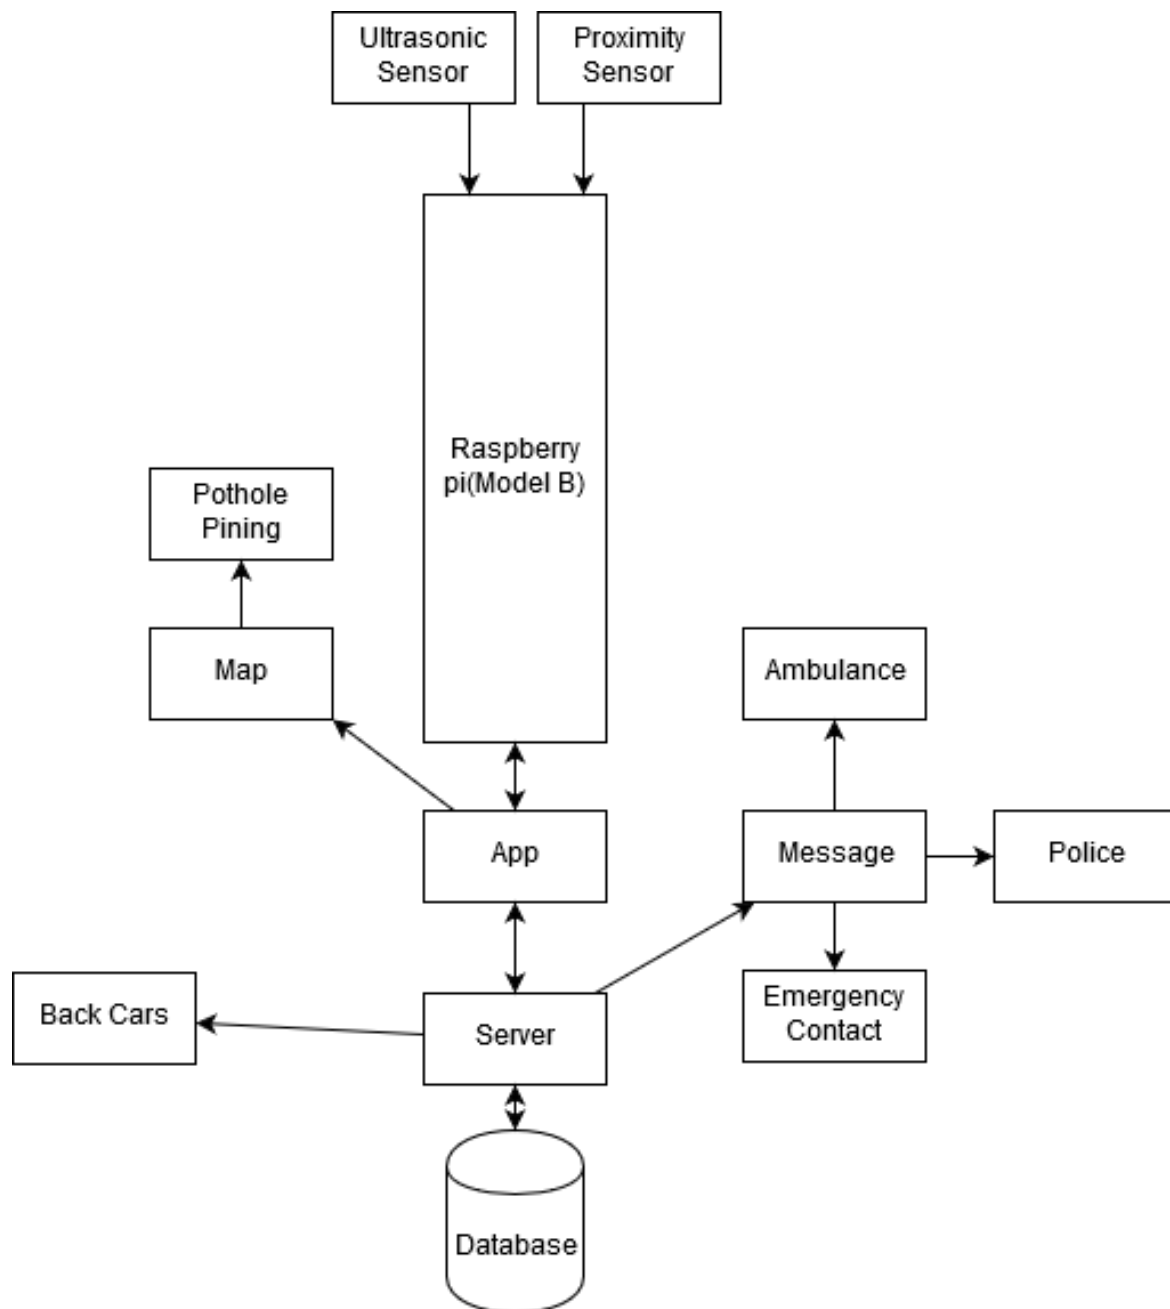 Ultrasonic
Sensor
Proximity
Sensor
Raspberry
pi(Model B)
Pothole
Pining
Map
Ambulance
App
Message
Police
Back Cars
Server
Emergency
Contact
Database